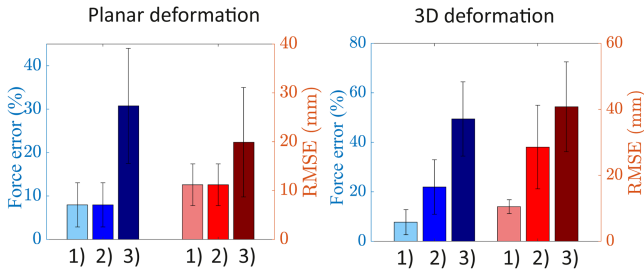 Planar deformation
Force error (%)
40
30
20
10
0
40
30
20
10
0
RMSE (mm)
1) 2) 3) 1) 2) 3)
3D deformation
Force error (%)
80
60
40
20
0
60
40
20
0
RMSE (mm)
1) 2) 3) 1) 2) 3)